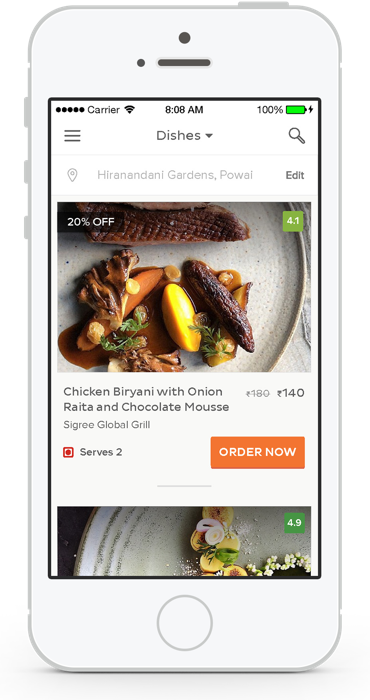 Carrier 8:08 AM 100%
Dishes
Hiranandani Gardens, Powai Edit
20% OFF 4.1
Chicken Biryani with Onion ₹180 ₹140
Raita and Chocolate Mousse
Sigree Global Grill
Serves 2 ORDER NOW
4.9